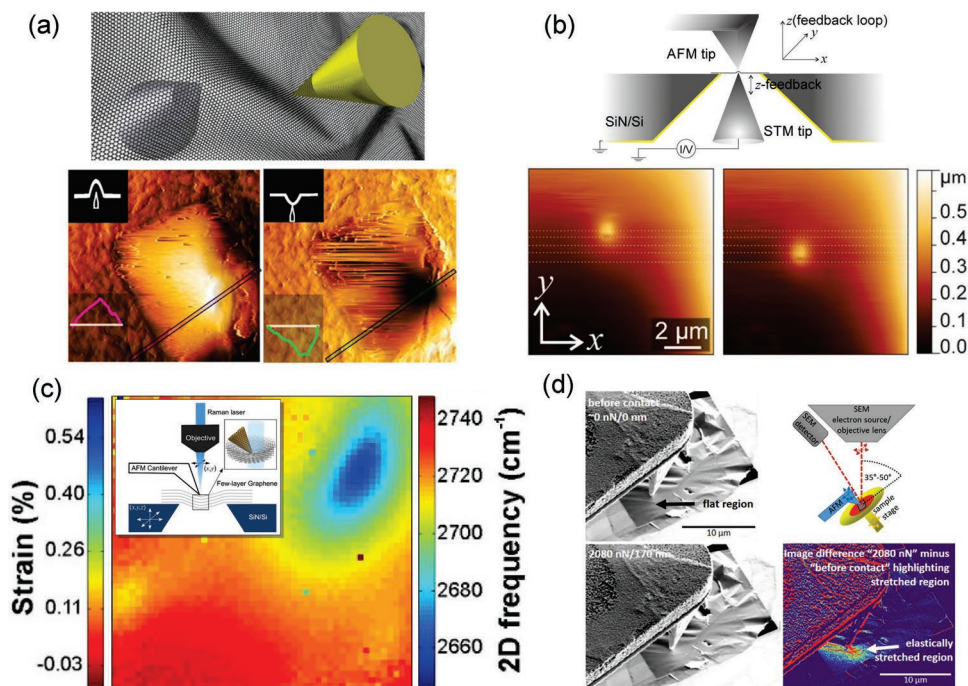 (a)
(b)
AFM tip
z(feedback loop)
y
x
z-feedback
SiN/Si
STM tip
I/V
μm
0.5
0.4
0.3
0.2
0.1
0.0
y
x
2 μm
(c)
Strain (%)
0.54
0.40
0.26
0.11
-0.03
Raman laser
Objective
(x,y)
AFM Cantilever
Few-layer Graphene
(x,y,z)
SiN/Si
2740
2720
2700
2680
2660
2D frequency (cm⁻¹)
(d)
before contact
~0 nN/0 nm
flat region
10 μm
SEM
detector
SEM
electron source/
objective lens
35°-50°
AFM
sample
stage
2080 nN/170 nm
10 μm
Image difference "2080 nN" minus
"before contact" highlighting
stretched region
elastically
stretched region
10 μm